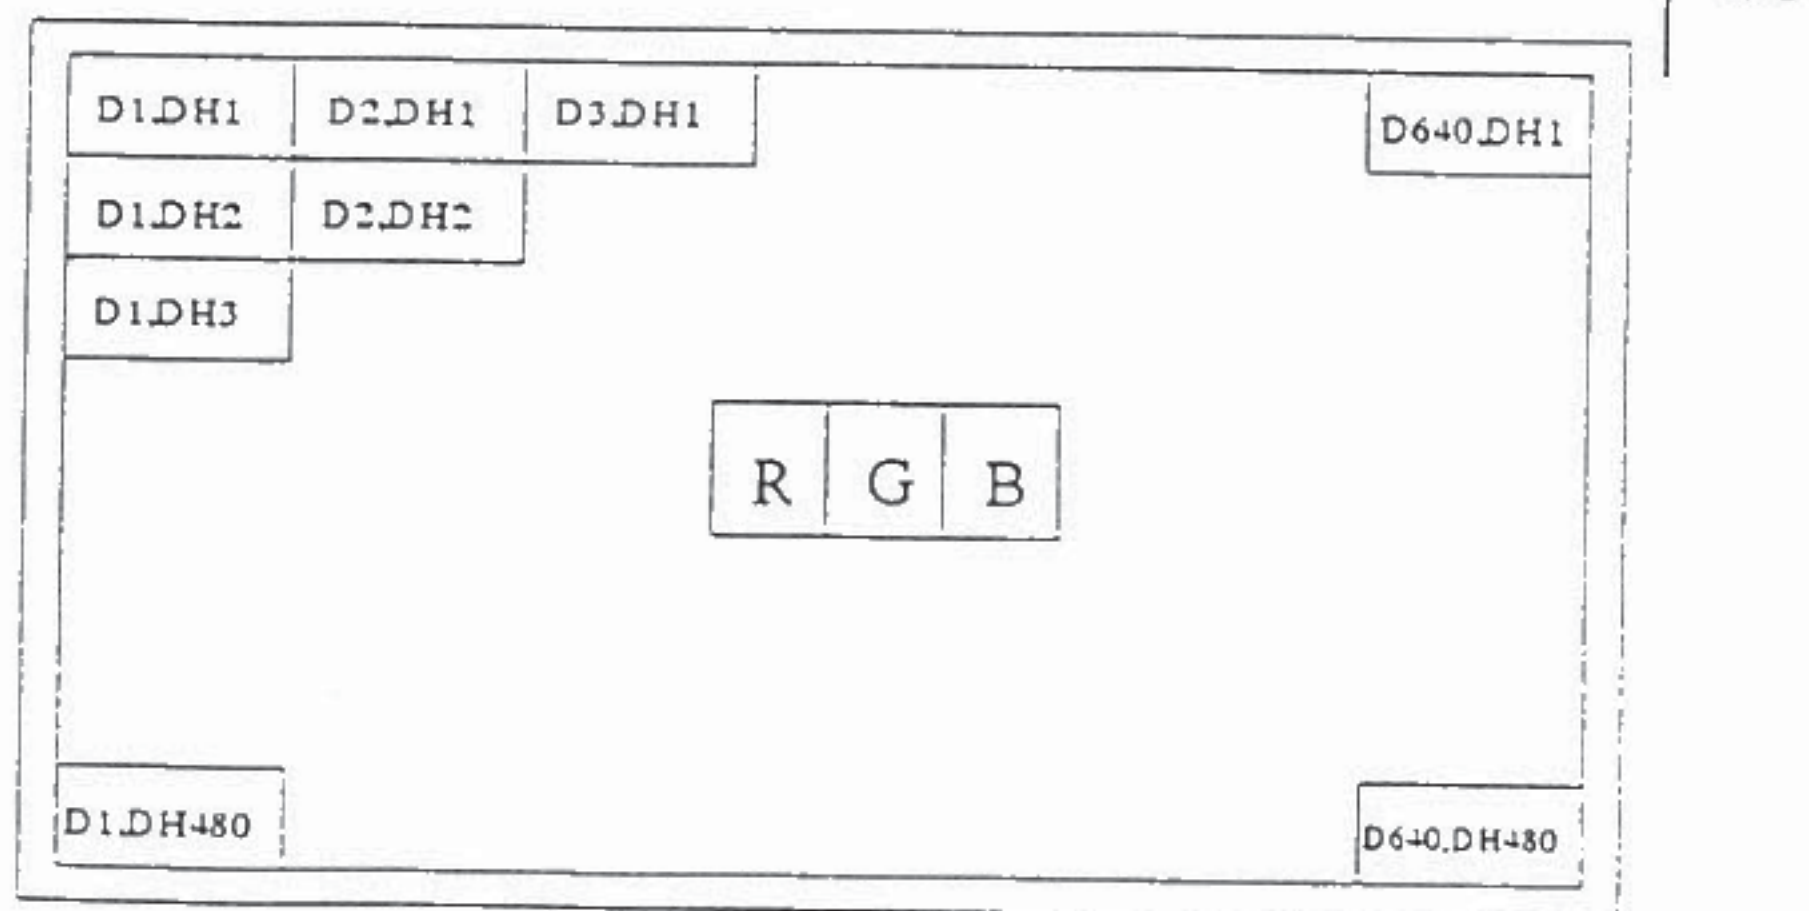 D1,DH1 D2,DH1 D3,DH1 D640,DH1
D1,DH2 D2,DH2
D1,DH3
R G B
D1,DH480 D640,DH480